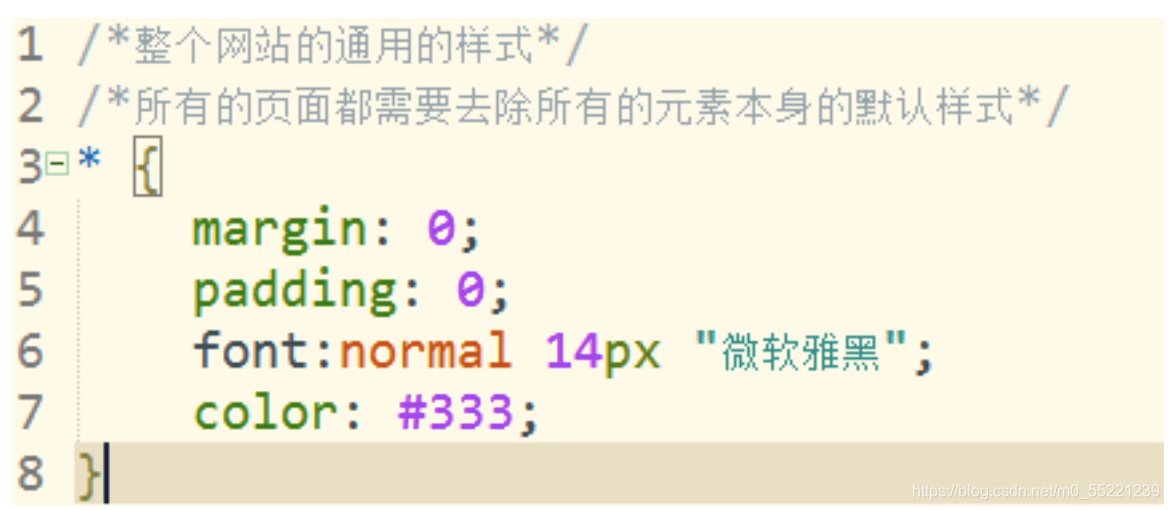 1 /*整个网站的通用的样式*/
2 /*所有的页面都需要去除所有的元素本身的默认样式*/
3 * {
4 margin: 0;
5 padding: 0;
6 font:normal 14px "微软雅黑";
7 color: #333;
8 }
https://blog.csdn.net/m0_55221239